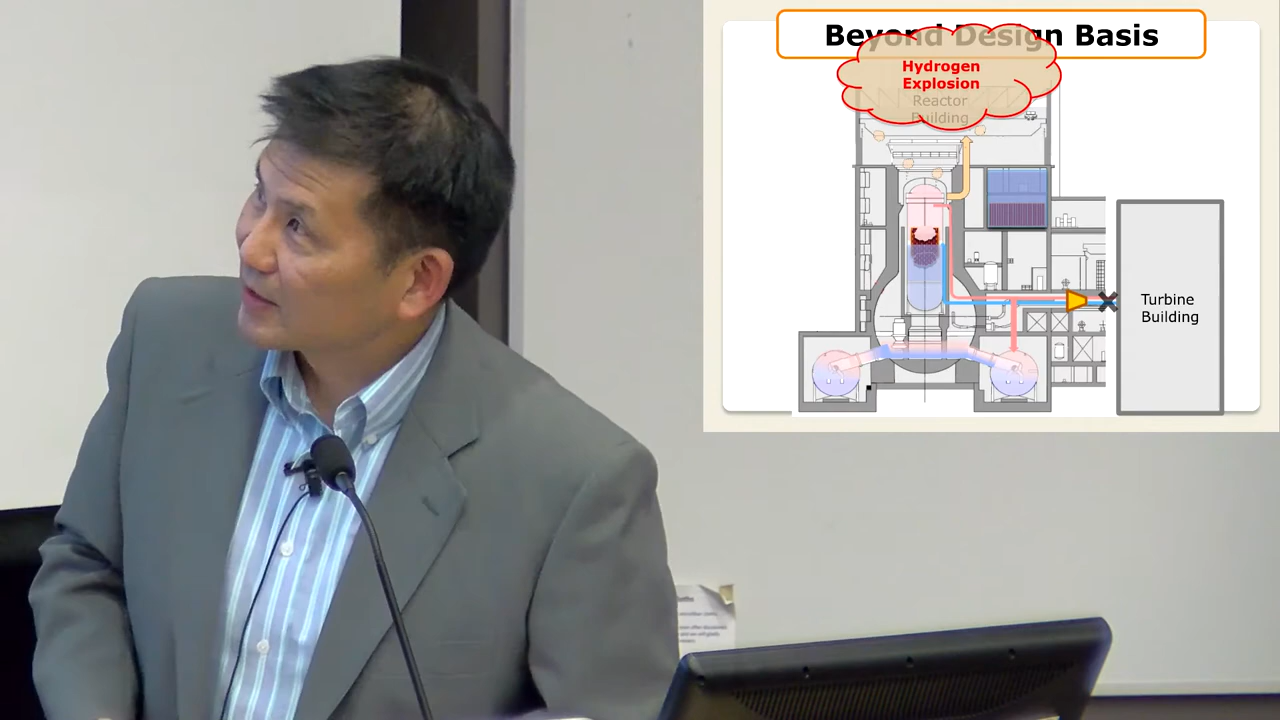 Beyond Design Basis
Hydrogen
Explosion
Reactor
Building
Turbine
Building